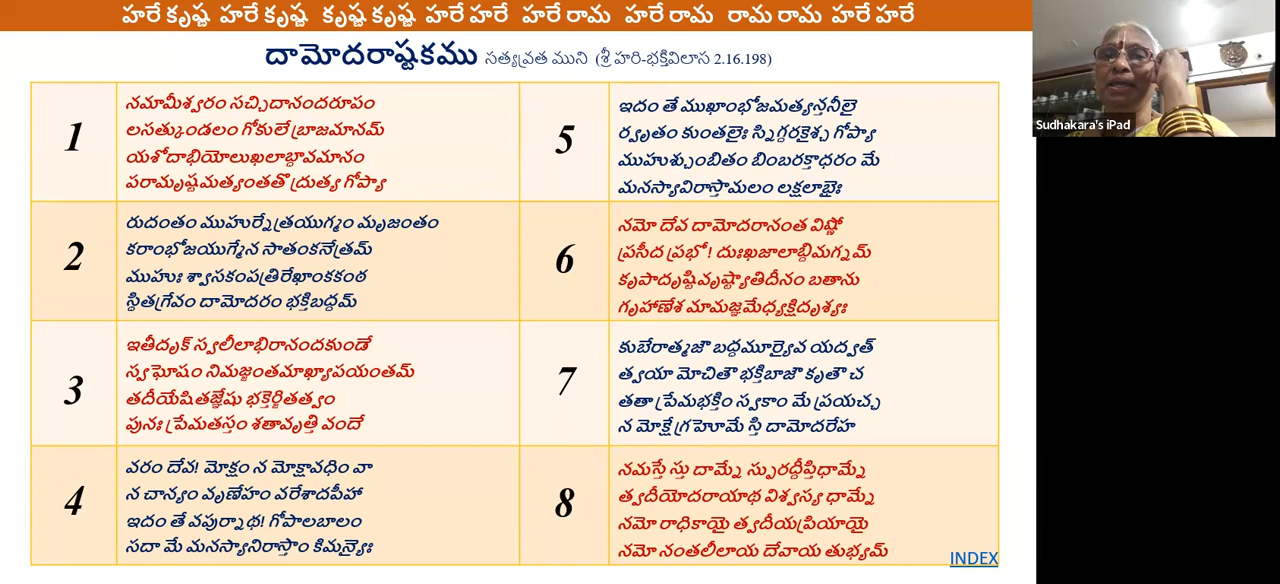 హరే కృష్ణ హరే కృష్ణ కృష్ణ కృష్ణ హరే హరే హరే రామ హరే రామ రామ రామ హరే హరే
దామోదరాష్టకము సత్యవ్రత ముని (శ్రీ హరి-భక్తివిలాస 2.16.198)
1
నమామీశ్వరం సచ్చిదానందరూపం
లసత్కుండలం గోకులే భ్రాజమానమ్
యశోదాభియోలుఖలాద్ధావమానం
పరామృష్టమత్యంతతో ద్రుత్య గోప్యా
2
రుదంతం ముహుర్నేత్రయుగ్మం మృజంతం
కరాంభోజయుగ్మేన సాతంకనేత్రమ్
ముహుః శ్వాసకంపత్రిరేఖాంకకంఠ
స్థితగ్రైవం దామోదరం భక్తిబద్ధమ్
3
ఇతీదృక్ స్వలీలాభిరానందకుండే
స్వఘోషం నిమజ్జంతమాఖ్యాపయంతమ్
తదీయేషితజ్ఞేషు భక్తైర్జితత్వం
పునః ప్రేమతస్తం శతావృత్తి వందే
4
వరం దేవ! మోక్షం న మోక్షావధిం వా
న చాన్యం వృణేహం వరేశాదపీహా
ఇదం తే వపుర్నాథ! గోపాలబాలం
సదా మే మనస్యానిరాస్తాం కిమన్యైః
5
ఇదం తే ముఖాంభోజమత్యన్తనీలై
ర్వృతం కుంతలైః స్నిగ్ధరక్తైశ్చ గోప్యా
ముహుశ్చుంబితం బింబరక్తాధరం మే
మనస్యావిరాస్తామలం లక్షలాభైః
6
నమో దేవ దామోదరానంత విష్ణో
ప్రసీద ప్రభో ! దుఃఖజాలాబ్ధిమగ్నమ్
కృపాదృష్టివృష్ట్యాతిదీనం బతాను
గృహాణేశ మామజ్ఞమేధ్యక్షిదృశ్యః
7
కుబేరాత్మజౌ బద్ధమూర్త్యైవ యద్వత్
త్వయా మోచితౌ భక్తిభాజౌ కృతౌ చ
తతా ప్రేమభక్తిం స్వకాం మే ప్రయచ్ఛ
న మోక్షే గ్రహొమే స్తి దామోదరేహ
8
నమస్తే స్తు దామ్నే స్ఫురద్దీప్తిధామ్నే
త్వదీయోదరాయాథ విశ్వస్య ధామ్నే
నమో రాధికాయై త్వదీయప్రియాయై
నమో నంతలీలాయ దేవాయ తుభ్యమ్
INDEX
Sudhakara's iPad